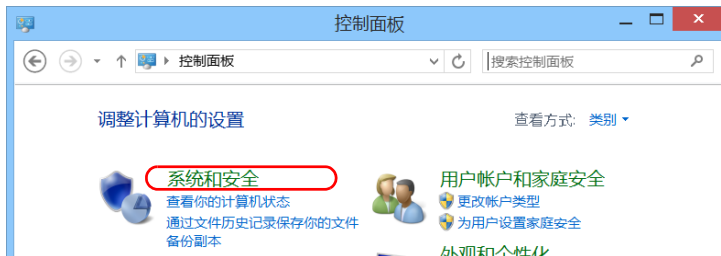 控制面板
控制面板
搜索控制面板
调整计算机的设置
查看方式: 类别
系统和安全
查看你的计算机状态
通过文件历史记录保存你的文件
备份副本
用户帐户和家庭安全
更改帐户类型
为用户设置家庭安全
外观和个性化